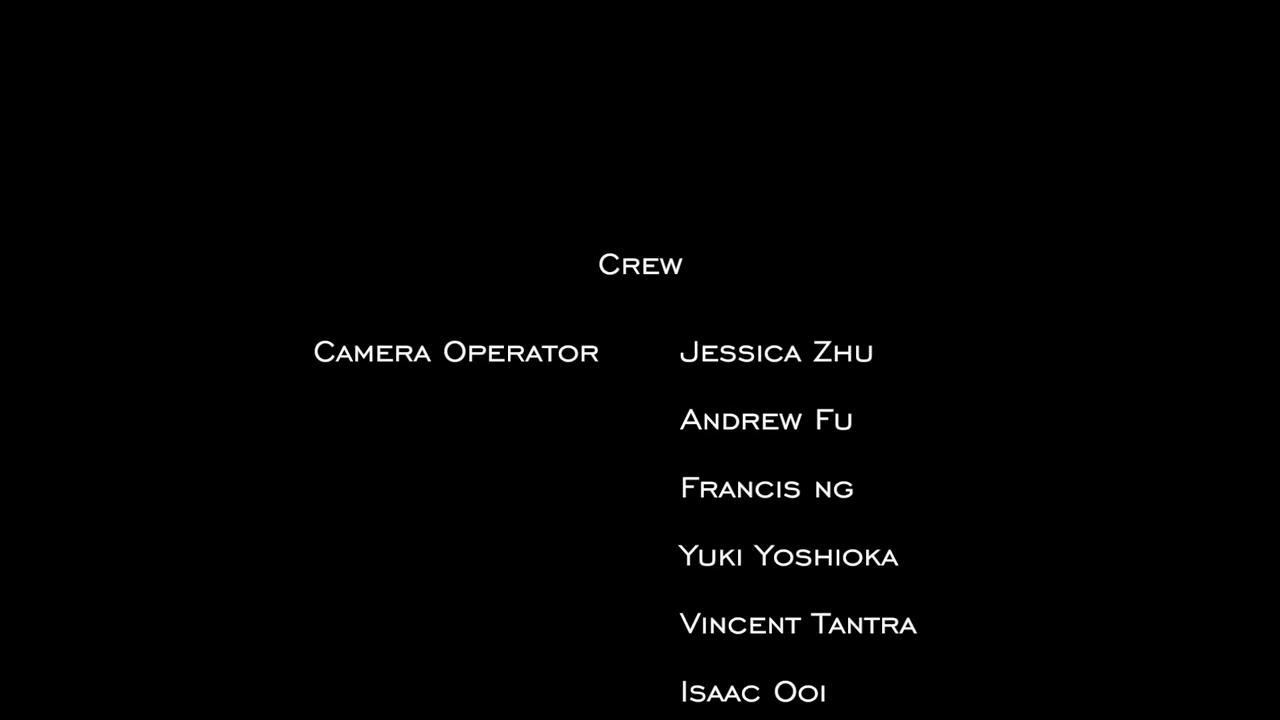 Crew
Camera Operator Jessica Zhu
Andrew Fu
Francis ng
Yuki Yoshioka
Vincent Tantra
Isaac Ooi